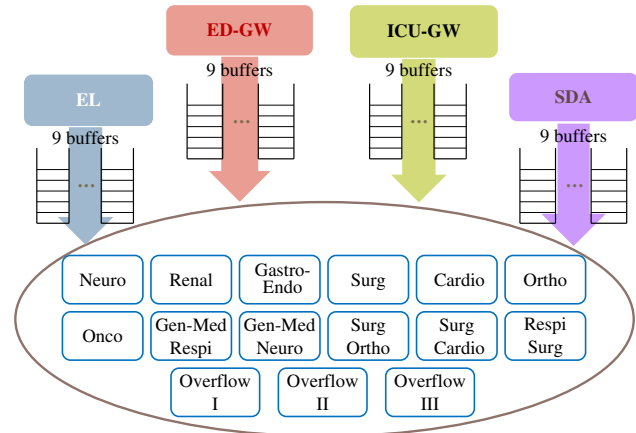 ED-GW
ICU-GW
EL
SDA
9 buffers
9 buffers
9 buffers
9 buffers
...
...
...
...
Neuro
Renal
Gastro-
Endo
Surg
Cardio
Ortho
Onco
Gen-Med
Respi
Gen-Med
Neuro
Surg
Ortho
Surg
Cardio
Respi
Surg
Overflow
I
Overflow
II
Overflow
III